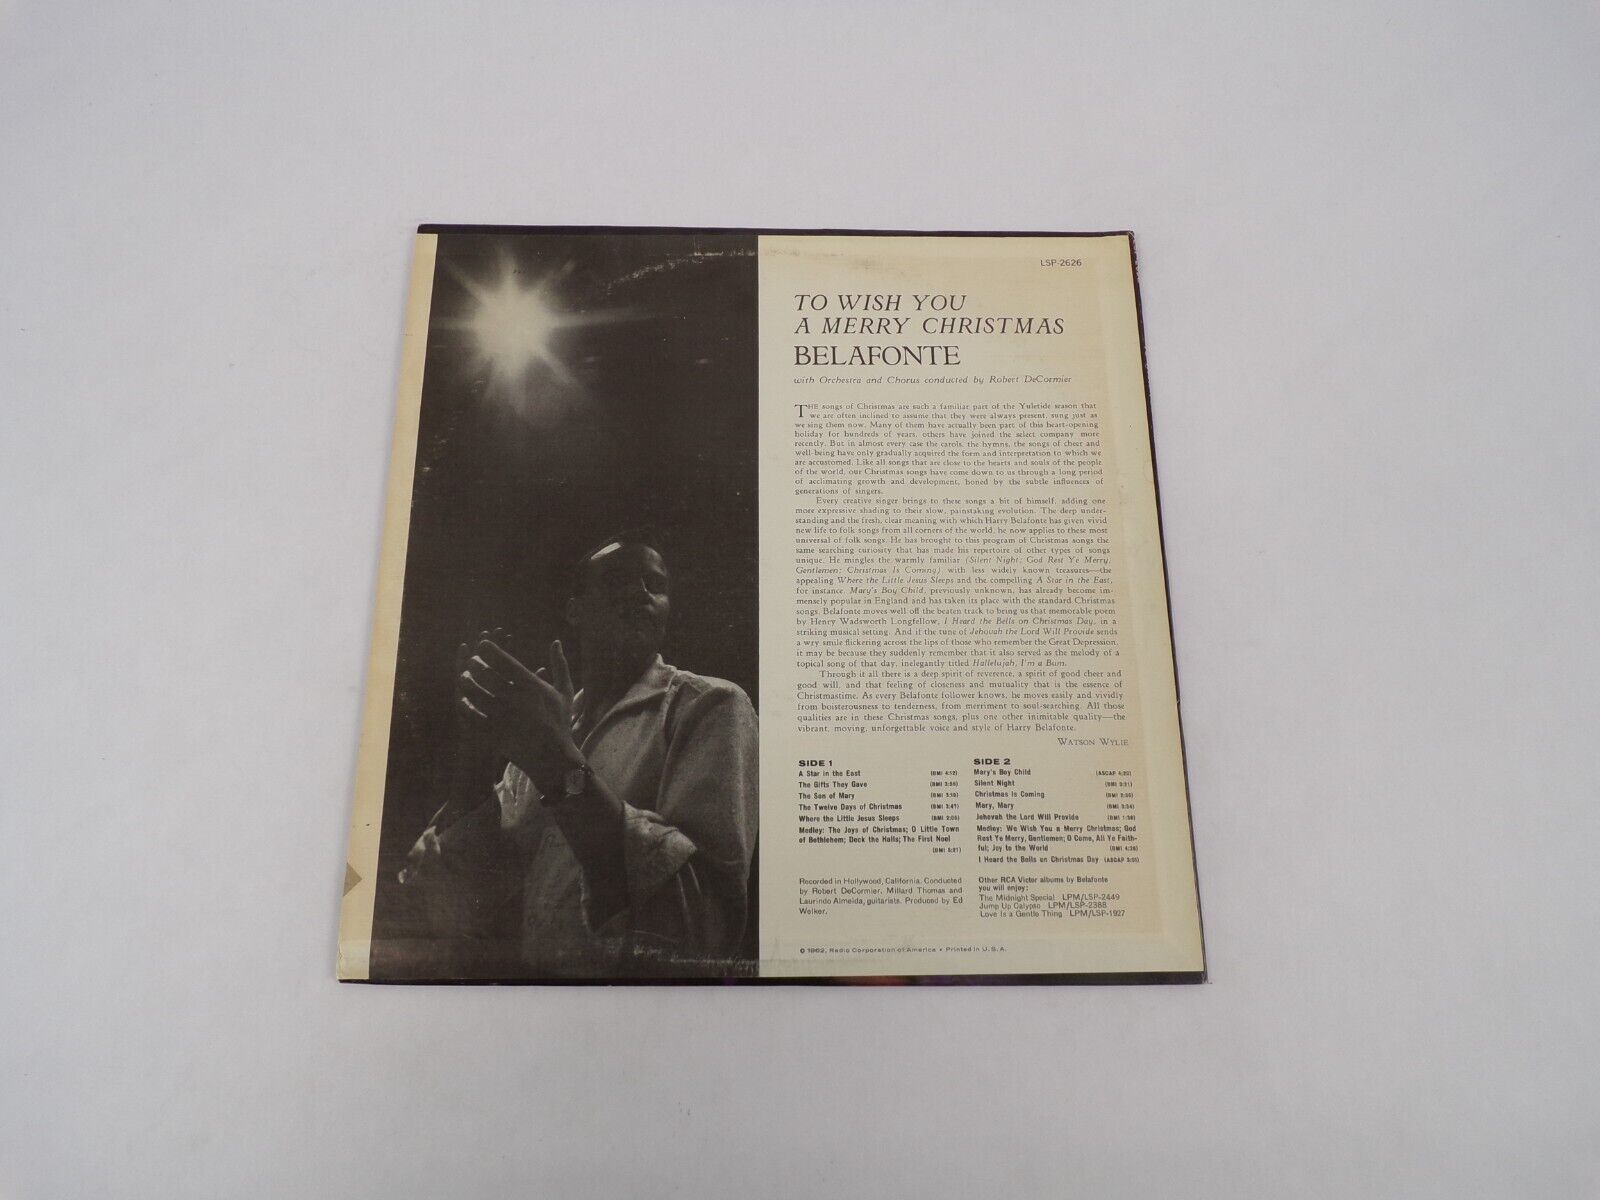 LSP-2626
TO WISH YOU
A MERRY CHRISTMAS
BELAFONTE
with Orchestra and Chorus conducted by Robert DeCormier
THE songs of Christmas are such a familiar part of the Yuletide season that
we are often inclined to assume that they were always present, sung just as
we sing them now. Many of them have actually been part of this heart-opening
holiday for hundreds of years, others have joined the select company more
recently. But in almost every case the carols, the hymns, the songs of cheer and
well-being have only gradually acquired the form and interpretation to which we
are accustomed. Like all songs that are close to the hearts and souls of the people
of the world, our Christmas songs have come down to us through a long period
of acclimating growth and development, honed by the subtle influences of
generations of singers.
Every creative singer brings to these songs a bit of himself, adding one
more expressive shading to their slow, painstaking evolution. The deep under-
standing and the fresh, clear meaning with which Harry Belafonte has given vivid
new life to folk songs from all corners of the world, he now applies to these most
universal of folk songs. He has brought to this program of Christmas songs the
same searching curiosity that has made his repertoire of other types of songs
unique. He mingles the warmly familiar (Silent Night; God Rest Ye Merry,
Gentlemen; Christmas Is Coming), with less widely known treasures—the
appealing Where the Little Jesus Sleeps and the compelling A Star in the East,
for instance. Mary's Boy Child, previously unknown, has already become im-
mensely popular in England and has taken its place with the standard Christmas
songs. Belafonte moves well off the beaten track to bring us that memorable poem
by Henry Wadsworth Longfellow, I Heard the Bells on Christmas Day, in a
striking musical setting. And if the tune of Jehovah the Lord Will Provide sends
a wry smile flickering across the lips of those who remember the Great Depression,
it may be because they suddenly remember that it also served as the melody of a
topical song of that day, inelegantly titled Hallelujah, I'm a Bum.
Through it all there is a deep spirit of reverence, a spirit of good cheer and
good will, and that feeling of closeness and mutuality that is the essence of
Christmastime. As every Belafonte follower knows, he moves easily and vividly
from boisterousness to tenderness, from merriment to soul-searching. All those
qualities are in these Christmas songs, plus one other inimitable quality—the
vibrant, moving, unforgettable voice and style of Harry Belafonte.
WATSON WYLIE
SIDE 1
A Star in the East (BMI 4:12)
The Gifts They Gave (BMI
The Son of Mary (BMI
The Twelve Days of Christmas (BMI 3:47)
Where the Little Jesus Sleeps (BMI
Medley: The Joys of Christmas; O Little Town
of Bethlehem; Deck the Halls; The First Noel
(BMI 5:21)
SIDE 2
Mary's Boy Child (ASCAP
Silent Night (BMI
Christmas Is Coming (BMI
Mary, Mary (BMI
Jehovah the Lord Will Provide (BMI
Medley: We Wish You a Merry Christmas; God
Rest Ye Merry, Gentlemen; O Come, All Ye Faith-
ful; Joy to the World (BMI
I Heard the Bells on Christmas Day (ASCAP
Recorded in Hollywood, California. Conducted
by Robert DeCormier. Millard Thomas and
Laurindo Almeida, guitarists. Produced by Ed
Welker.
Other RCA Victor albums by Belafonte
you will enjoy:
The Midnight Special LPM/LSP-2449
Jump Up Calypso LPM/LSP-2388
Love Is a Gentle Thing LPM/LSP-1927
© 1962, Radio Corporation of America • Printed in U.S.A.